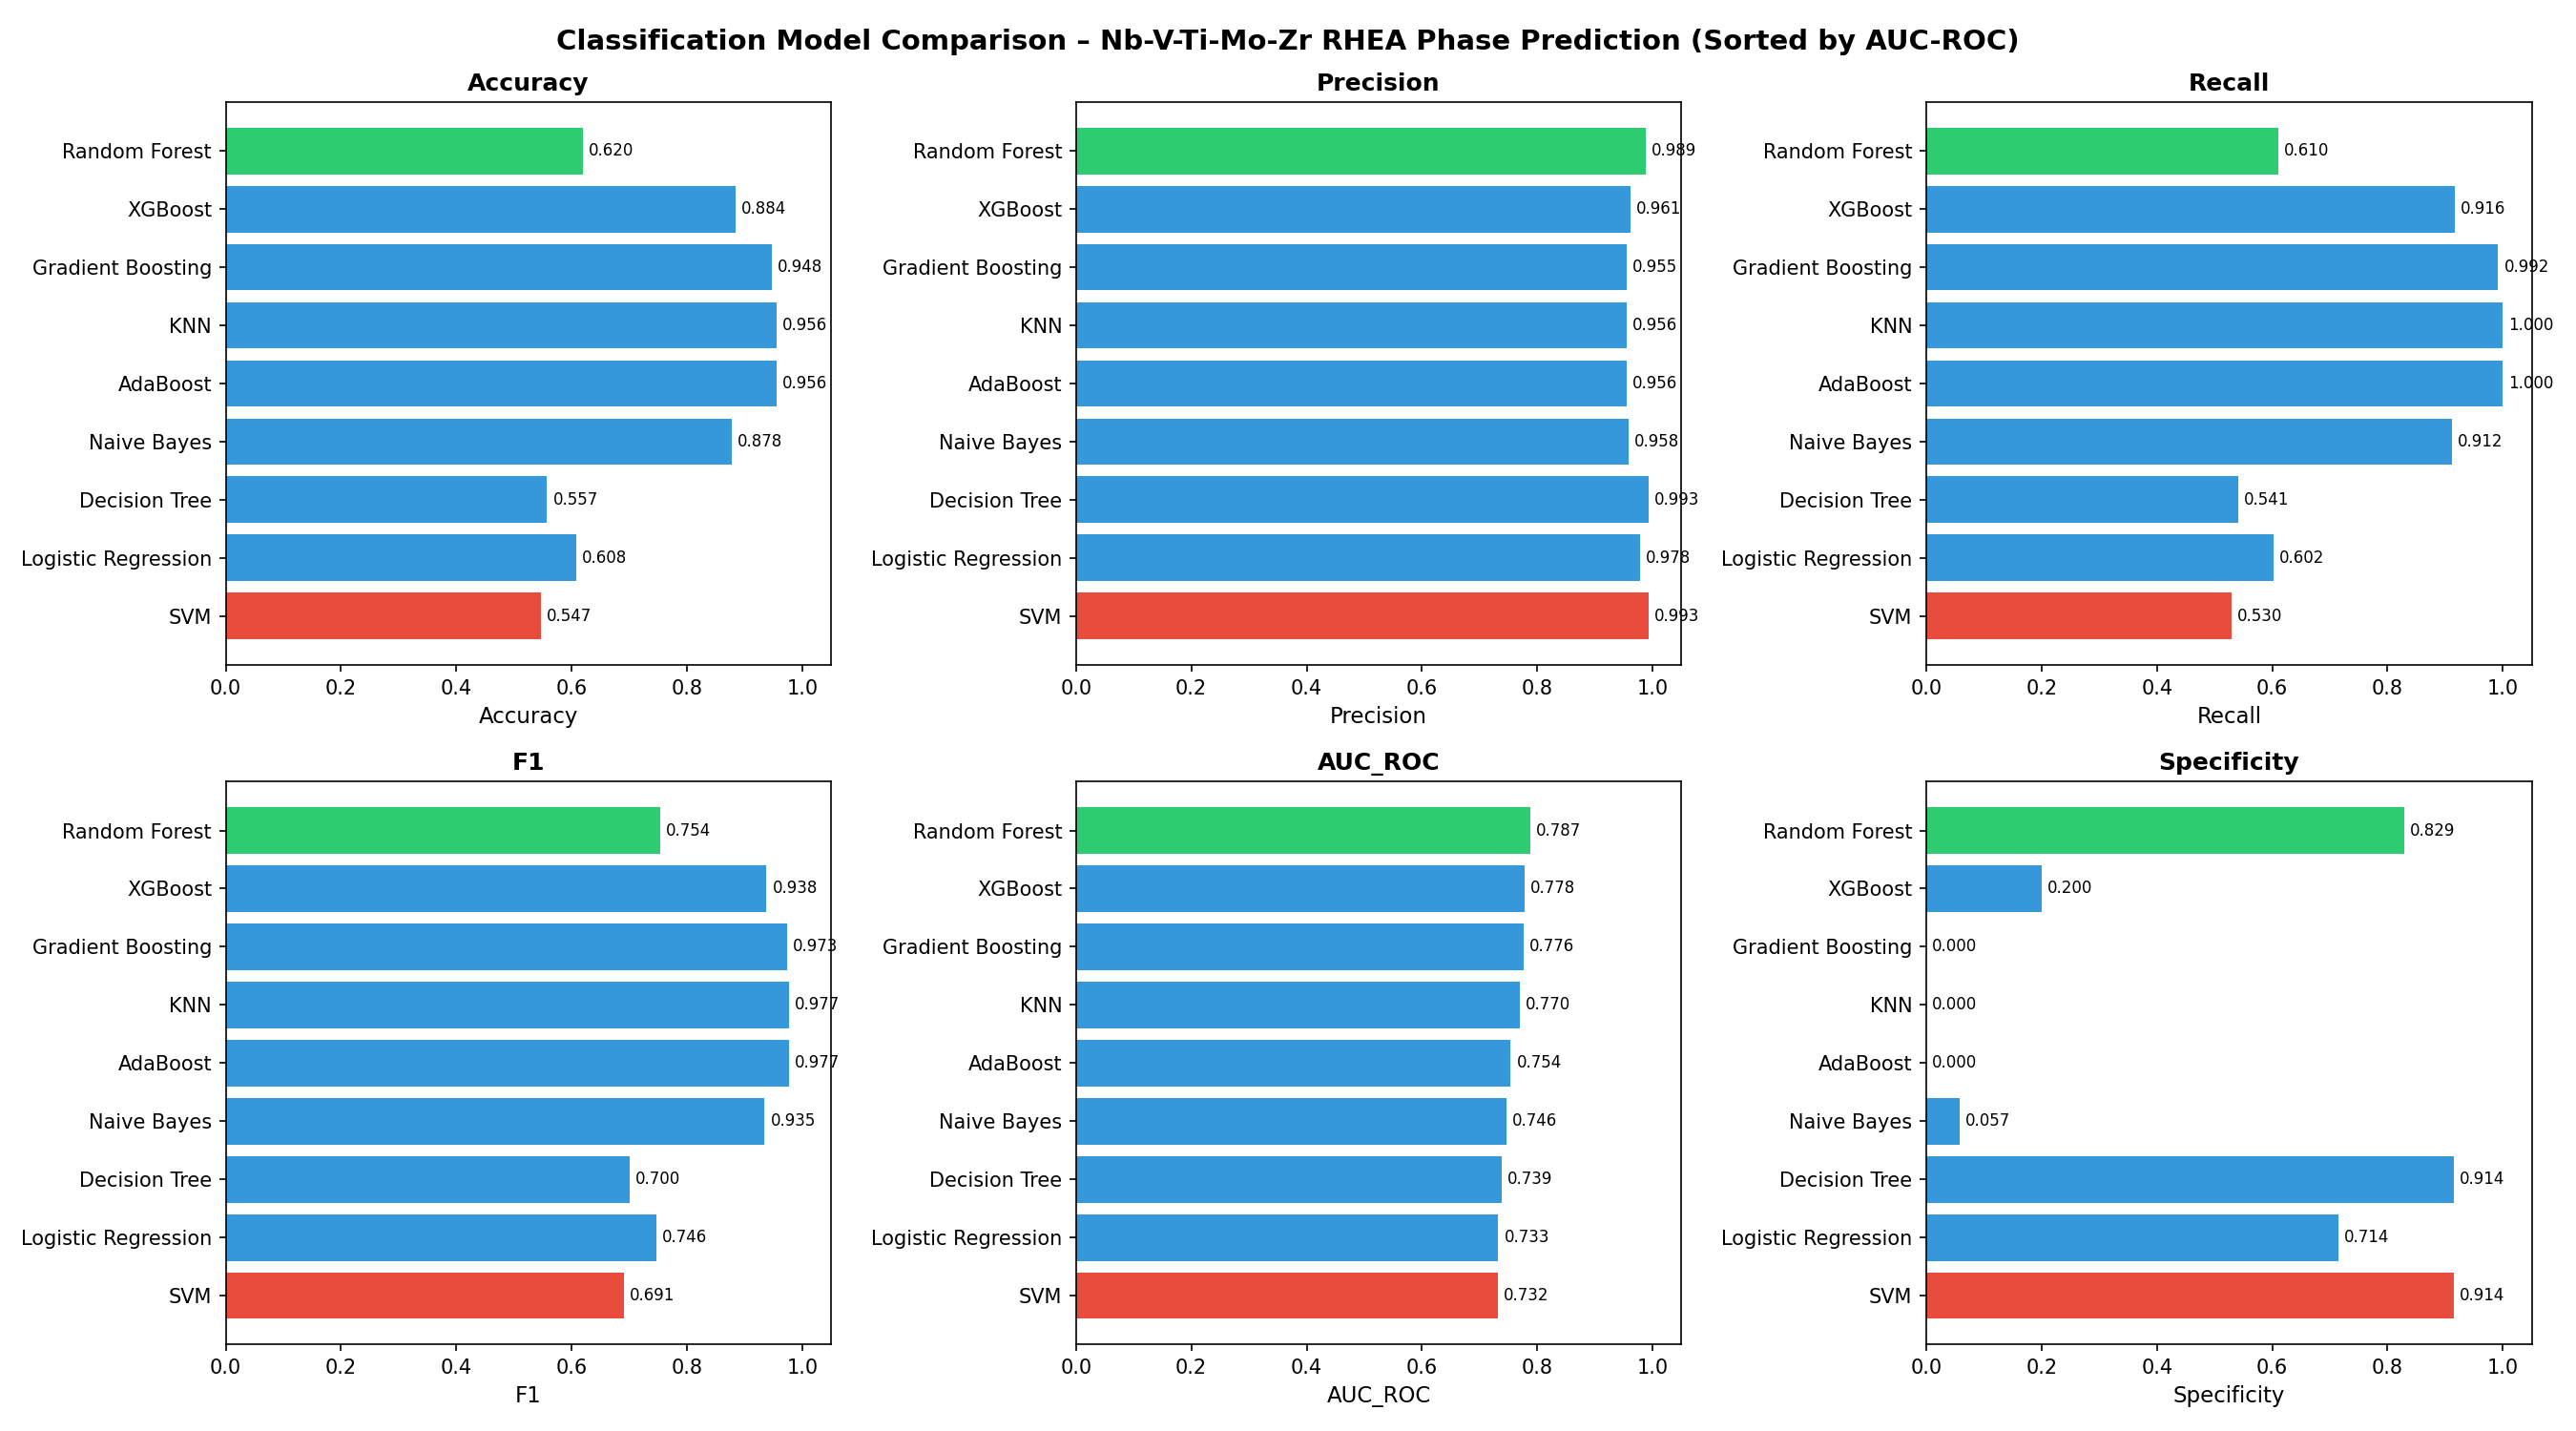 Classification Model Comparison – Nb-V-Ti-Mo-Zr RHEA Phase Prediction (Sorted by AUC-ROC)
Accuracy
Random Forest 0.620
XGBoost 0.884
Gradient Boosting 0.948
KNN 0.956
AdaBoost 0.956
Naive Bayes 0.878
Decision Tree 0.557
Logistic Regression 0.608
SVM 0.547
0.0 0.2 0.4 0.6 0.8 1.0
Accuracy
Precision
Random Forest 0.989
XGBoost 0.961
Gradient Boosting 0.955
KNN 0.956
AdaBoost 0.956
Naive Bayes 0.958
Decision Tree 0.993
Logistic Regression 0.978
SVM 0.993
0.0 0.2 0.4 0.6 0.8 1.0
Precision
Recall
Random Forest 0.610
XGBoost 0.916
Gradient Boosting 0.992
KNN 1.000
AdaBoost 1.000
Naive Bayes 0.912
Decision Tree 0.541
Logistic Regression 0.602
SVM 0.530
0.0 0.2 0.4 0.6 0.8 1.0
Recall
F1
Random Forest 0.754
XGBoost 0.938
Gradient Boosting 0.973
KNN 0.977
AdaBoost 0.977
Naive Bayes 0.935
Decision Tree 0.700
Logistic Regression 0.746
SVM 0.691
0.0 0.2 0.4 0.6 0.8 1.0
F1
AUC_ROC
Random Forest 0.787
XGBoost 0.778
Gradient Boosting 0.776
KNN 0.770
AdaBoost 0.754
Naive Bayes 0.746
Decision Tree 0.739
Logistic Regression 0.733
SVM 0.732
0.0 0.2 0.4 0.6 0.8 1.0
AUC_ROC
Specificity
Random Forest 0.829
XGBoost 0.200
Gradient Boosting 0.000
KNN 0.000
AdaBoost 0.000
Naive Bayes 0.057
Decision Tree 0.914
Logistic Regression 0.714
SVM 0.914
0.0 0.2 0.4 0.6 0.8 1.0
Specificity